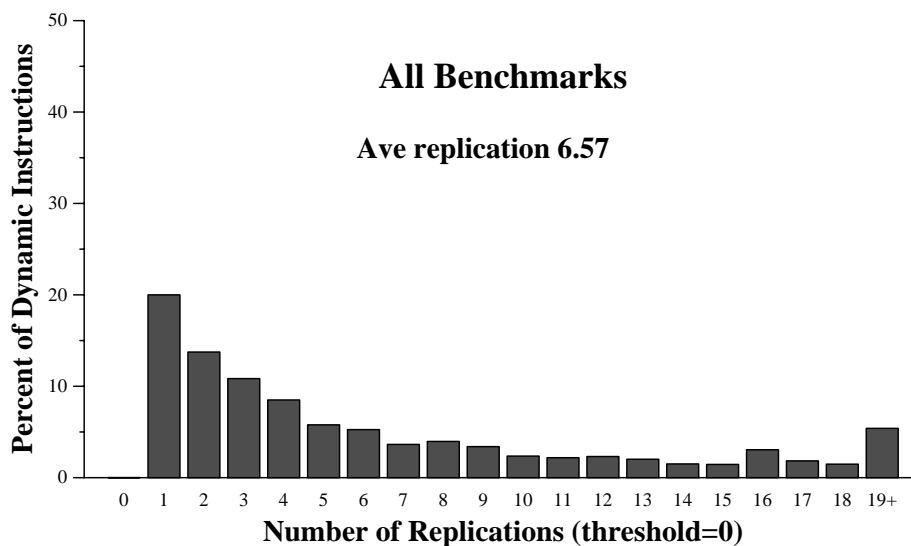 50
40
30
20
10
0
Percent of Dynamic Instructions
All Benchmarks
Ave replication 6.57
0 1 2 3 4 5 6 7 8 9 10 11 12 13 14 15 16 17 18 19+
Number of Replications (threshold=0)